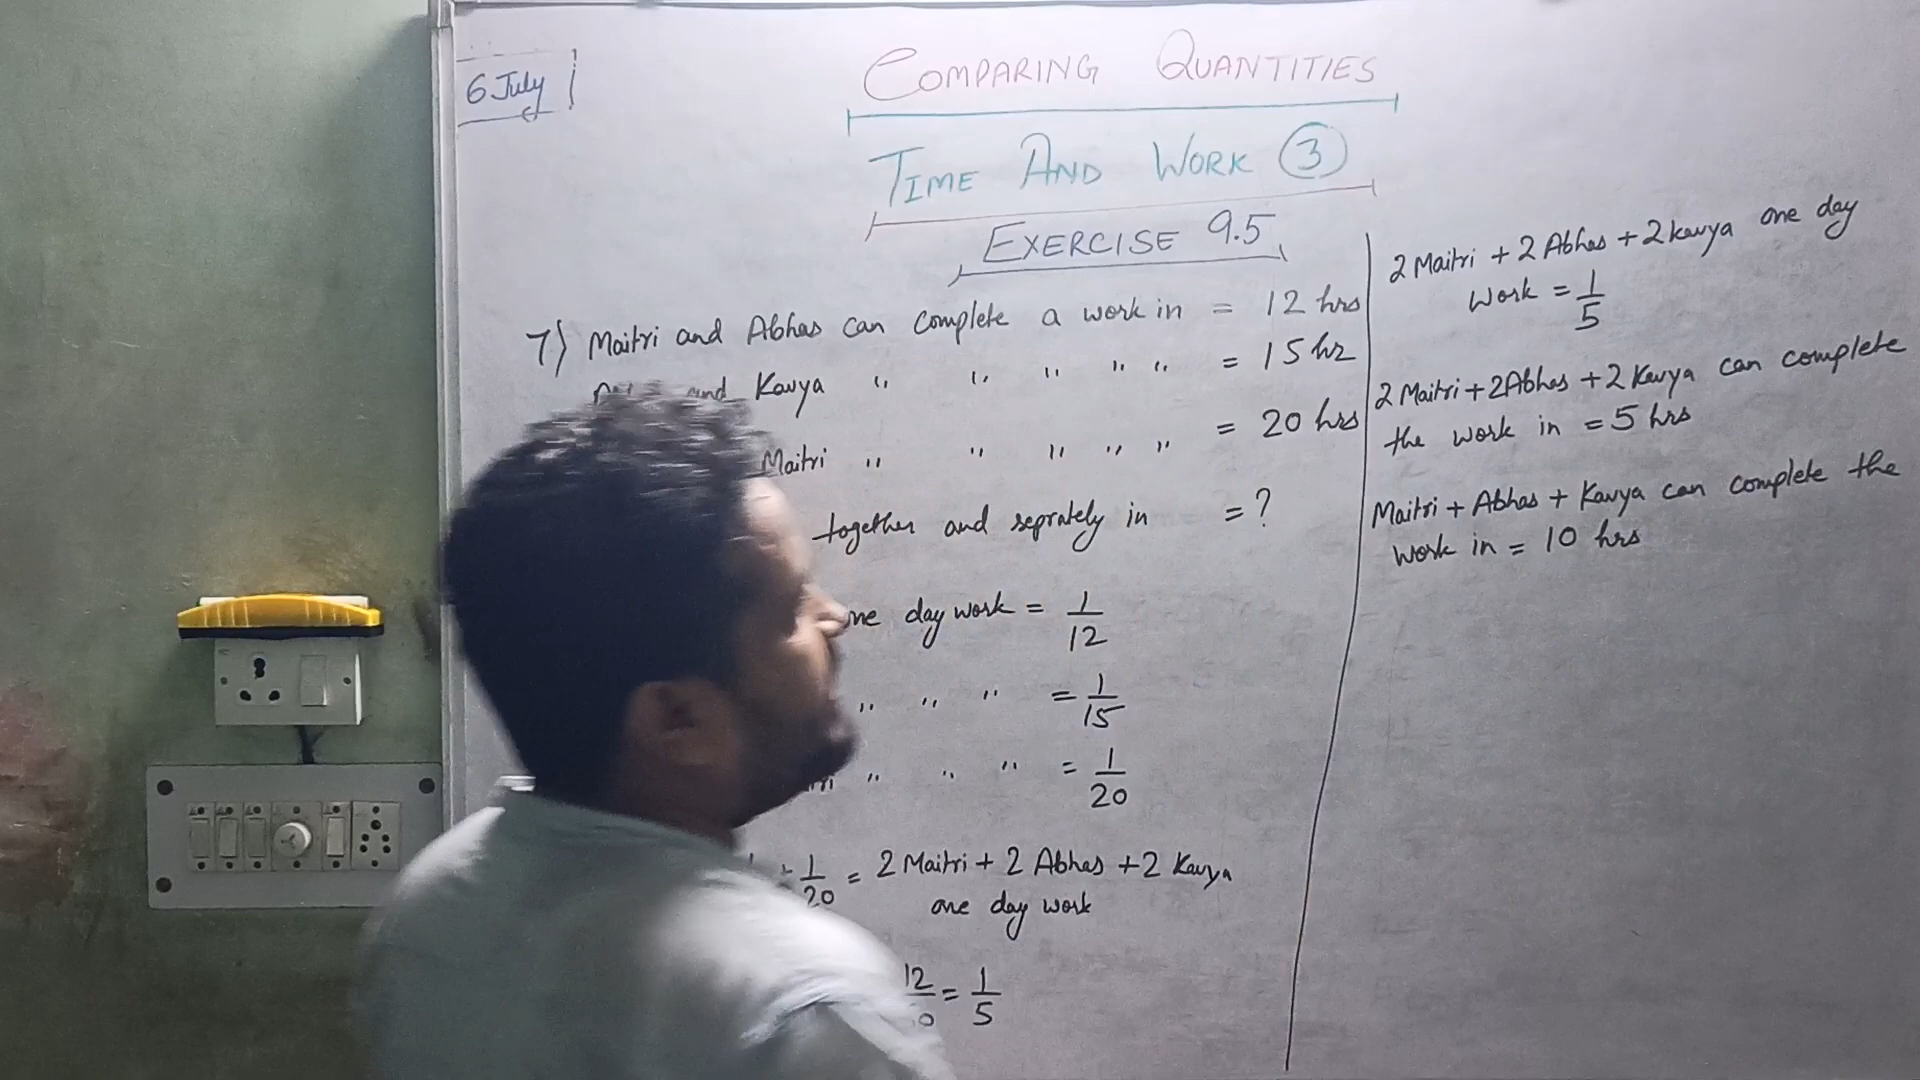 6 July
COMPARING QUANTITIES
TIME AND WORK 3
EXERCISE 9.5
7) Maitri and Abhas can complete a work in = 12 hrs
and Kavya " " " " " = 15 hr
Maitri " " " " " = 20 hrs
together and seprately in = ?
day work = 1/12
" " " = 1/15
" " " = 1/20
+ 1/20 = 2 Maitri + 2 Abhas + 2 Kavya
one day work
= 1/5
2 Maitri + 2 Abhas + 2 kavya one day
Work = 1/5
2 Maitri + 2 Abhas + 2 Kavya can complete
the work in = 5 hrs
Maitri + Abhas + Kavya can complete the
work in = 10 hrs